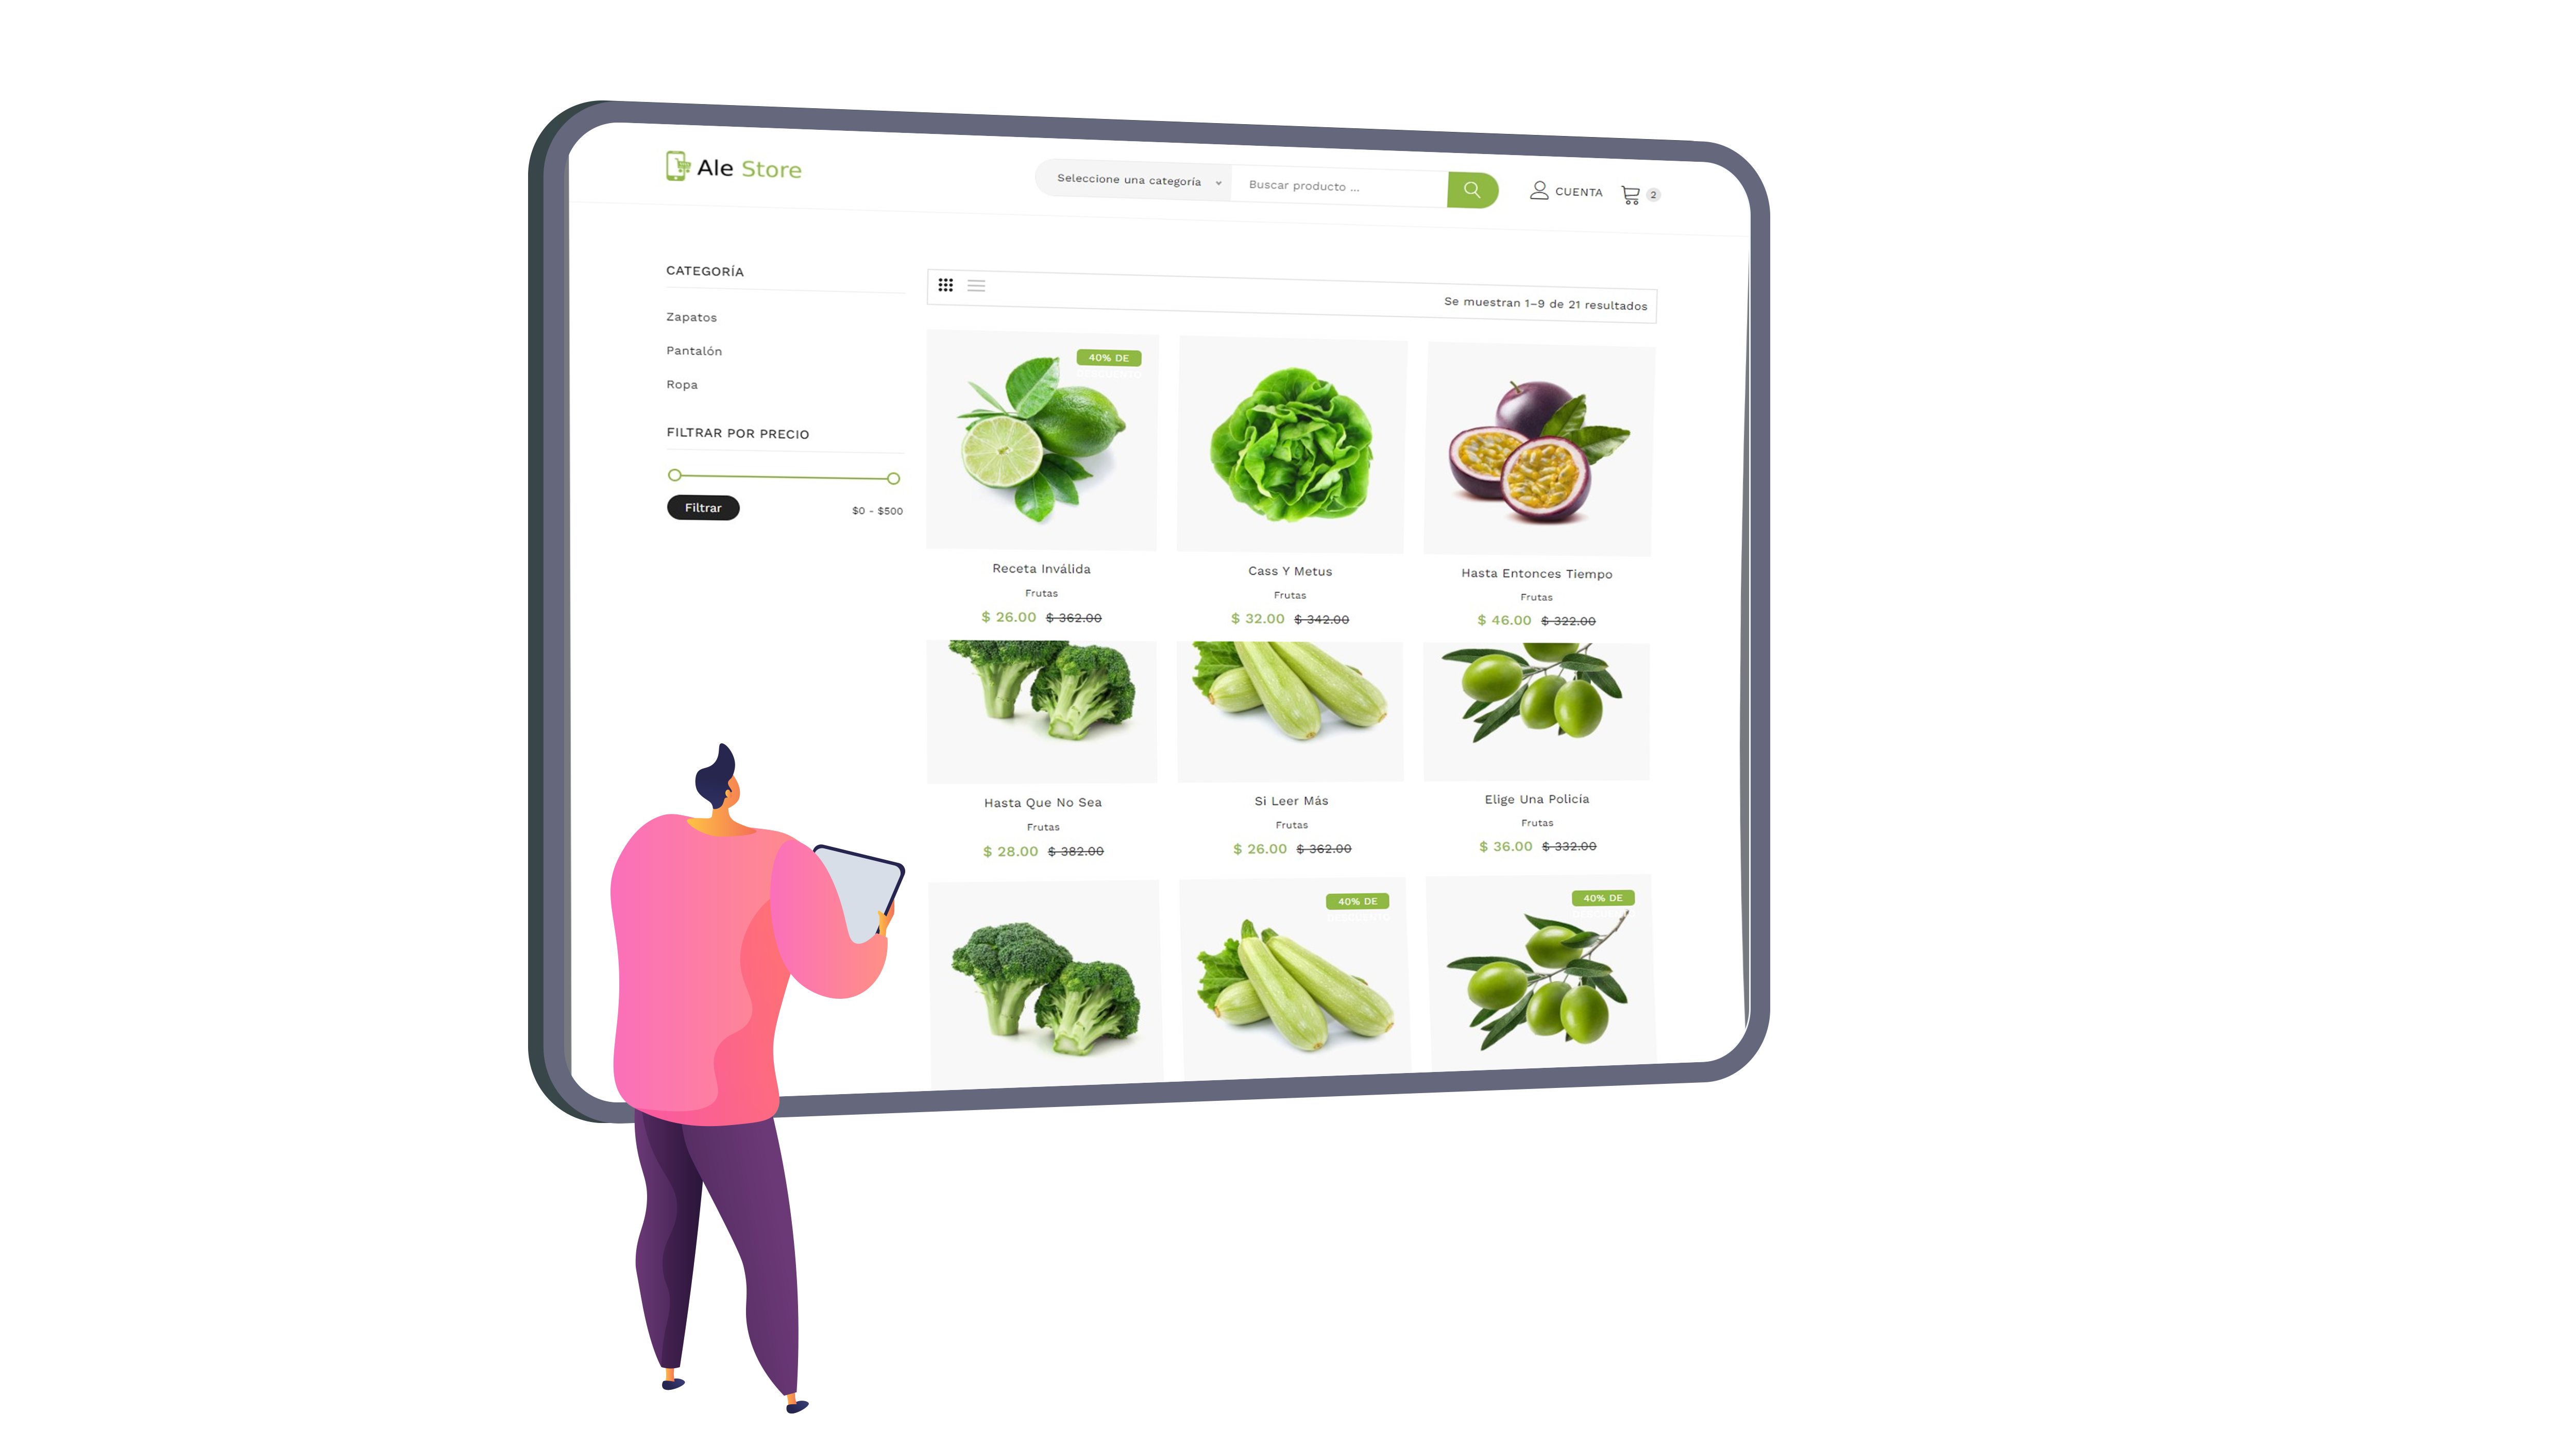 Ale Store
Seleccione una categoría
Buscar producto ...
CUENTA
2
CATEGORÍA
Zapatos
Pantalón
Ropa
FILTRAR POR PRECIO
Filtrar
$0 - $500
Se muestran 1–9 de 21 resultados
40% DE
Receta Inválida
Frutas
$ 26.00 $ 362.00
Cass Y Metus
Frutas
$ 32.00 $ 342.00
Hasta Entonces Tiempo
Frutas
$ 46.00 $ 322.00
Hasta Que No Sea
Frutas
$ 28.00 $ 382.00
Si Leer Más
Frutas
$ 26.00 $ 362.00
Elige Una Policía
Frutas
$ 36.00 $ 332.00
40% DE
40% DE